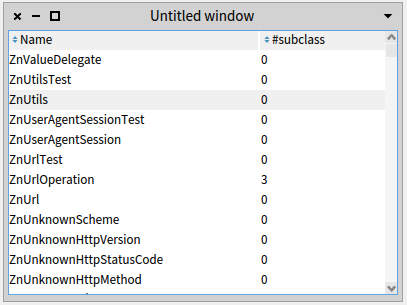 Untitled window
Name #subclass
ZnValueDelegate 0
ZnUtilsTest 0
ZnUtils 0
ZnUserAgentSessionTest 0
ZnUserAgentSession 0
ZnUrlTest 0
ZnUrlOperation 3
ZnUrl 0
ZnUnknownScheme 0
ZnUnknownHttpVersion 0
ZnUnknownHttpStatusCode 0
ZnUnknownHttpMethod 0